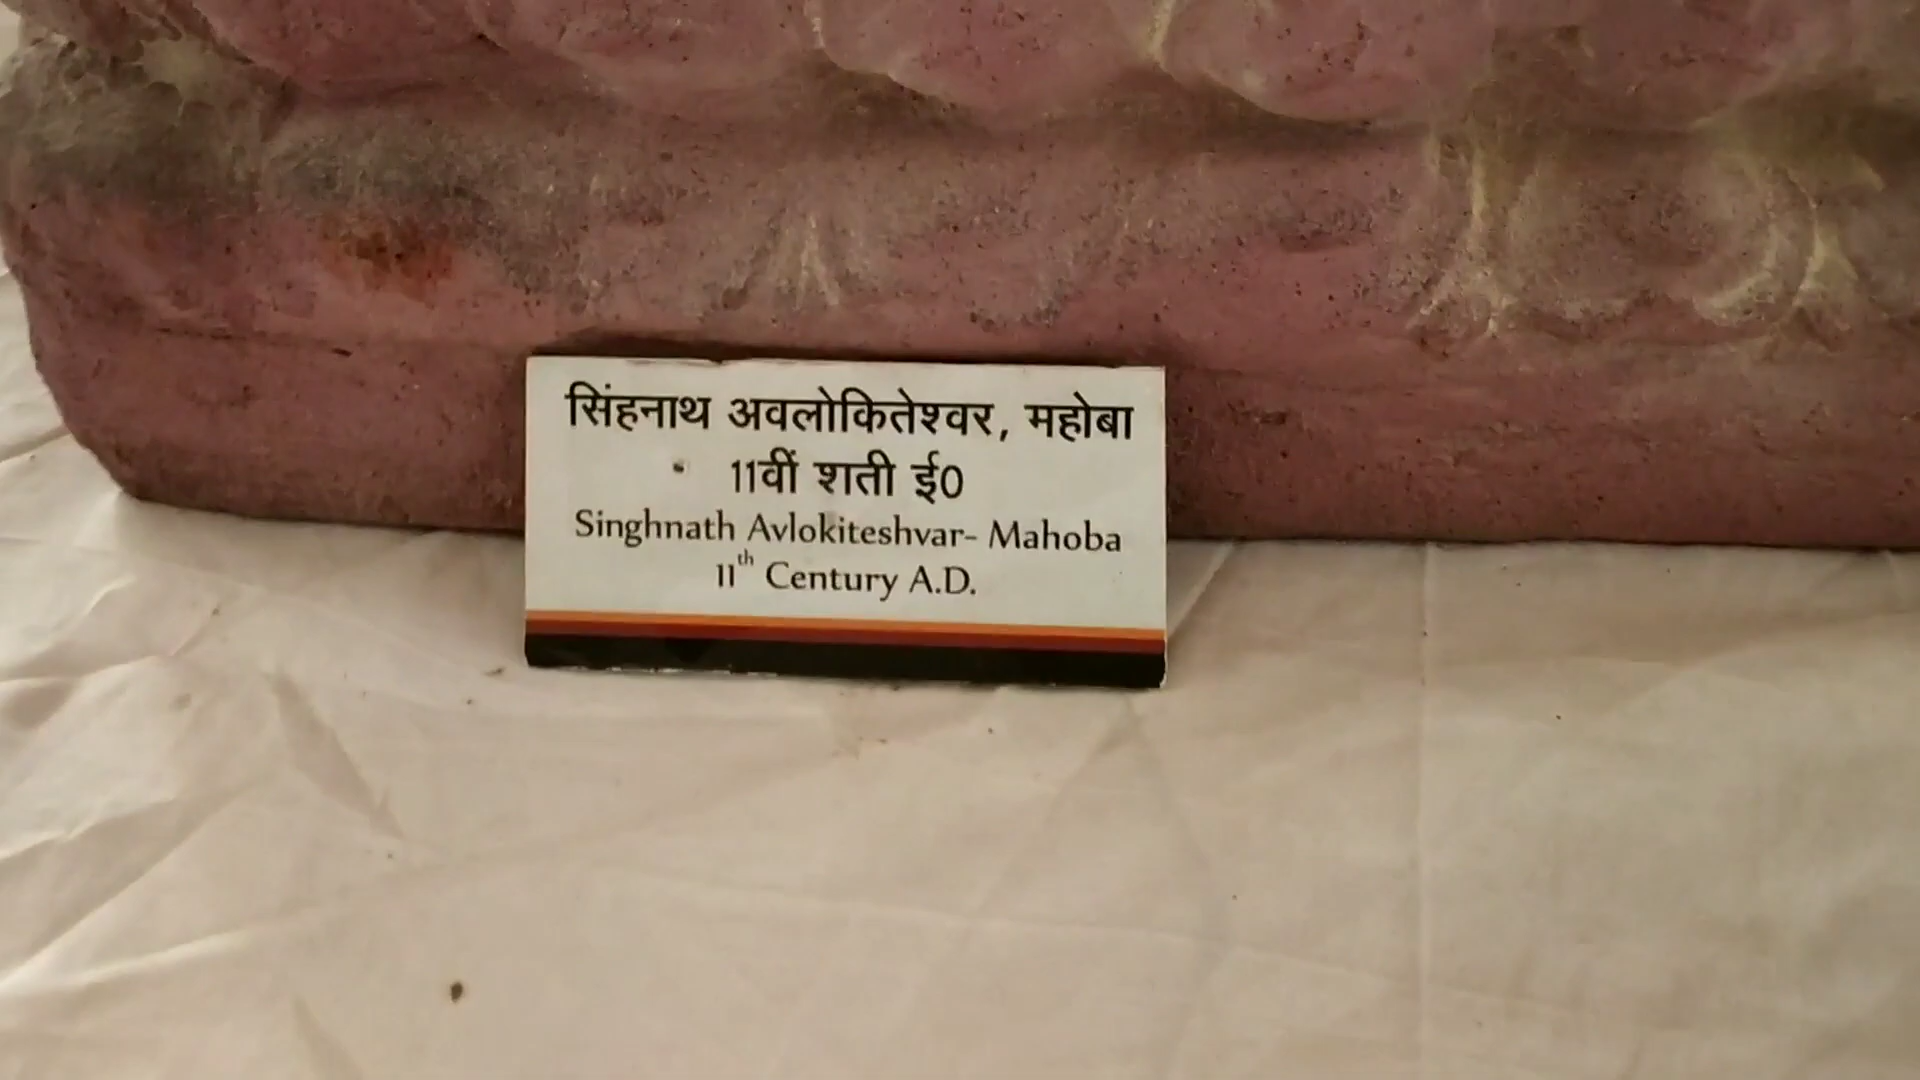 सिंहनाथ अवलोकितेश्वर, महोबा
11वीं शती ई0
Singhnath Avlokiteshvar- Mahoba
11th Century A.D.